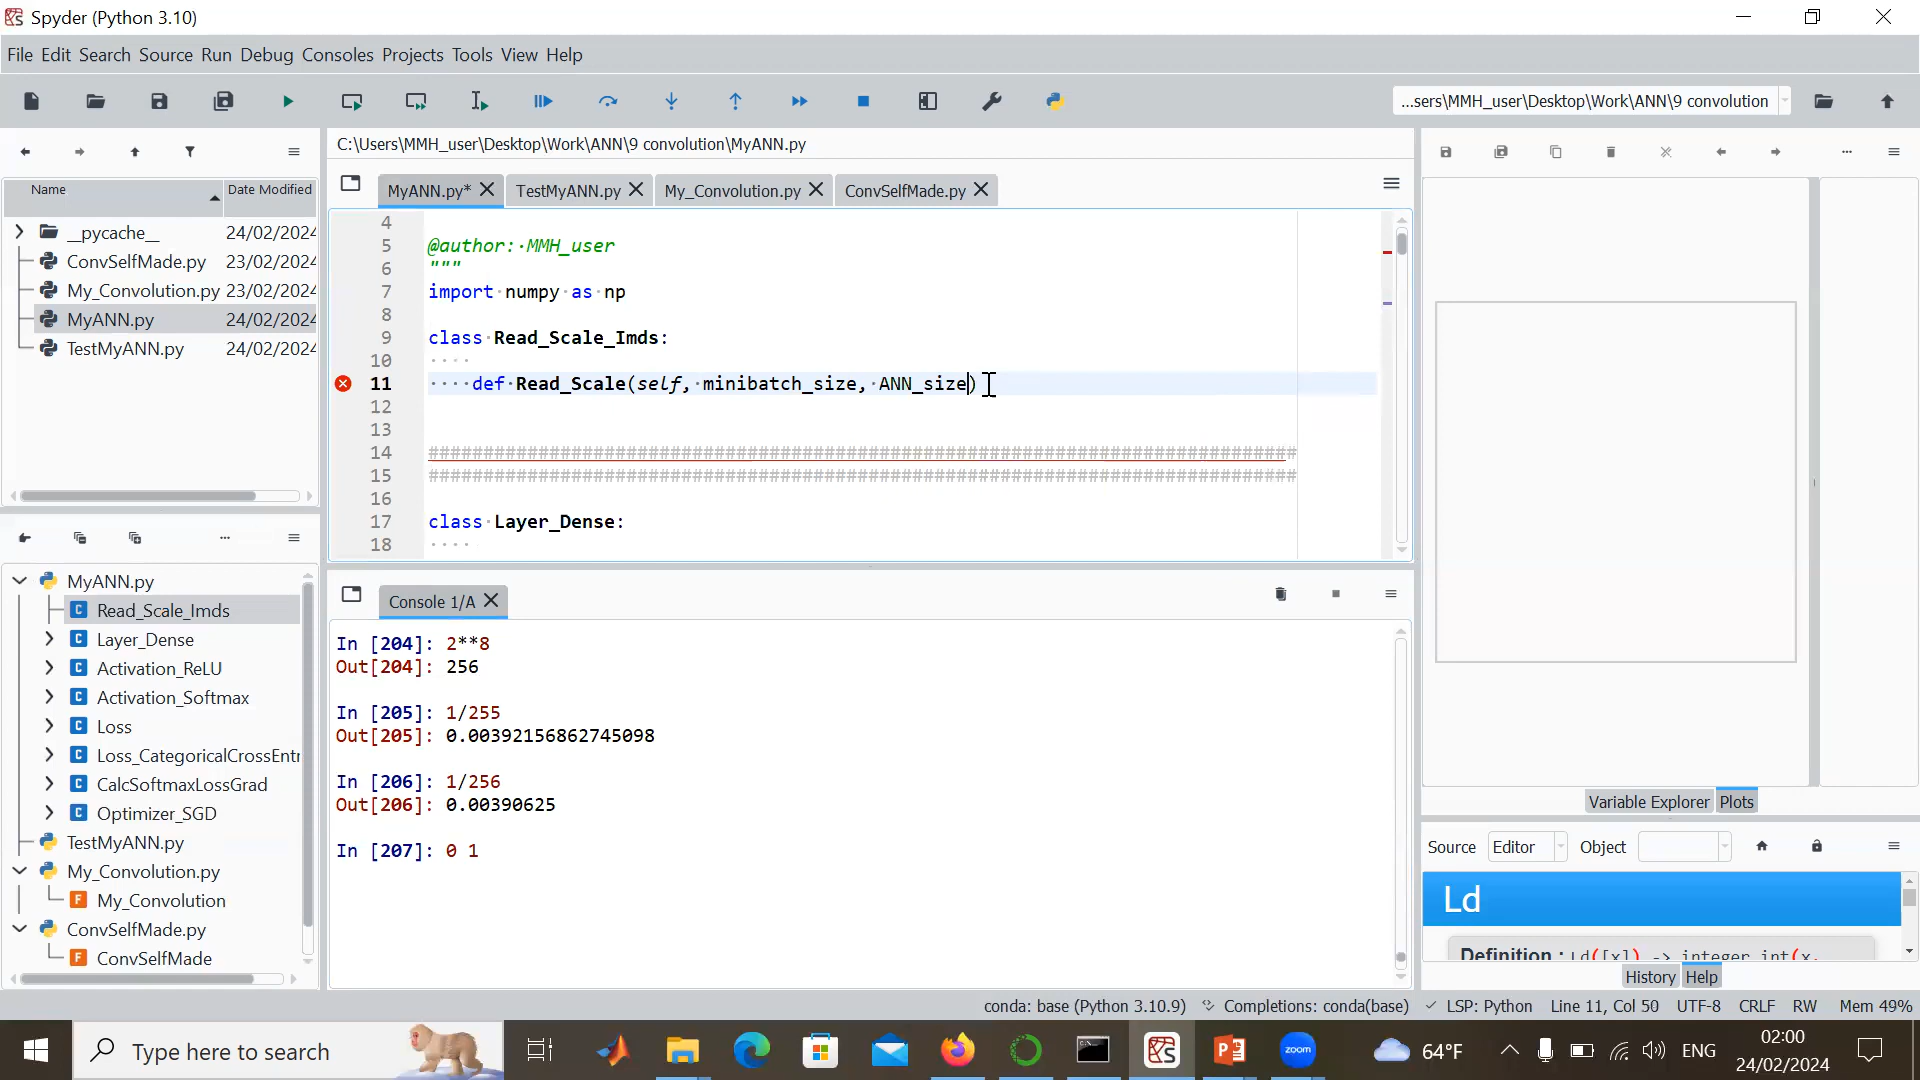 Spyder (Python 3.10)
File Edit Search Source Run Debug Consoles Projects Tools View Help
...sers\MMH_user\Desktop\Work\ANN\9 convolution
Name Date Modified
__pycache__ 24/02/2024
ConvSelfMade.py 23/02/2024
My_Convolution.py 23/02/2024
MyANN.py 24/02/2024
TestMyANN.py 24/02/2024
C:\Users\MMH_user\Desktop\Work\ANN\9 convolution\MyANN.py
MyANN.py* TestMyANN.py My_Convolution.py ConvSelfMade.py
4
5 @author: MMH_user
6 """
7 import numpy as np
8
9 class Read_Scale_Imds:
10
11 def Read_Scale(self, minibatch_size, ANN_size)
12
13
14 ###############################################################################
15 ###############################################################################
16
17 class Layer_Dense:
18
MyANN.py
Read_Scale_Imds
Layer_Dense
Activation_ReLU
Activation_Softmax
Loss
Loss_CategoricalCrossEntr
CalcSoftmaxLossGrad
Optimizer_SGD
TestMyANN.py
My_Convolution.py
My_Convolution
ConvSelfMade.py
ConvSelfMade
Console 1/A
In [204]: 2**8
Out[204]: 256
In [205]: 1/255
Out[205]: 0.00392156862745098
In [206]: 1/256
Out[206]: 0.00390625
In [207]: 0 1
Variable Explorer Plots
Source Editor Object
Ld
Definition : Ld([x]) -> integer int(x,
History Help
conda: base (Python 3.10.9) Completions: conda(base) LSP: Python Line 11, Col 50 UTF-8 CRLF RW Mem 49%
Type here to search
zoom
64°F
ENG
02:00
24/02/2024